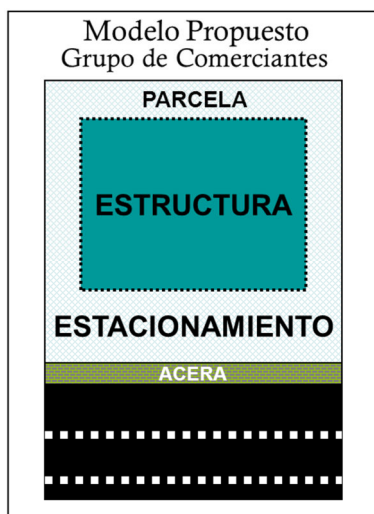 Modelo Propuesto
Grupo de Comerciantes
PARCELA
ESTRUCTURA
ESTACIONAMIENTO
ACERA